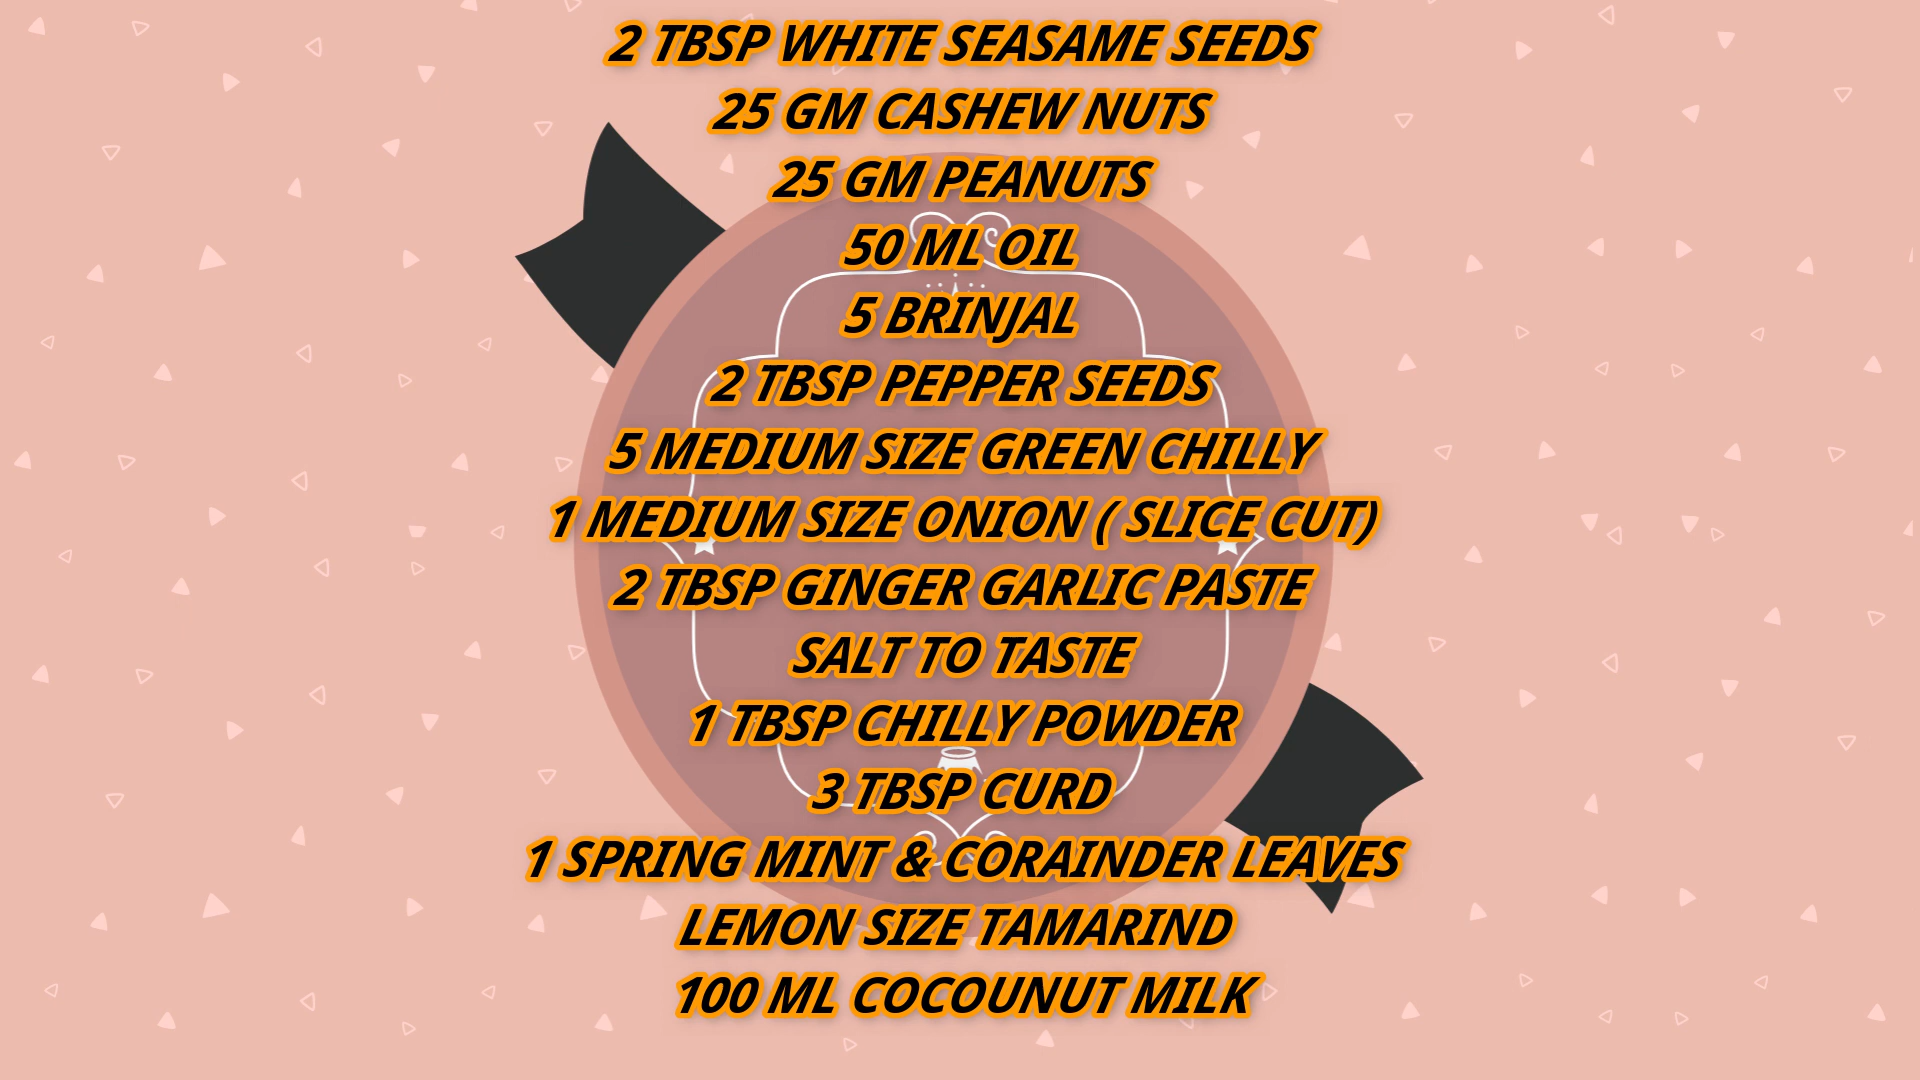 2 TBSP WHITE SEASAME SEEDS
25 GM CASHEW NUTS
25 GM PEANUTS
50 ML OIL
5 BRINJAL
2 TBSP PEPPER SEEDS
5 MEDIUM SIZE GREEN CHILLY
1 MEDIUM SIZE ONION ( SLICE CUT)
2 TBSP GINGER GARLIC PASTE
SALT TO TASTE
1 TBSP CHILLY POWDER
3 TBSP CURD
1 SPRING MINT & CORAINDER LEAVES
LEMON SIZE TAMARIND
100 ML COCOUNUT MILK